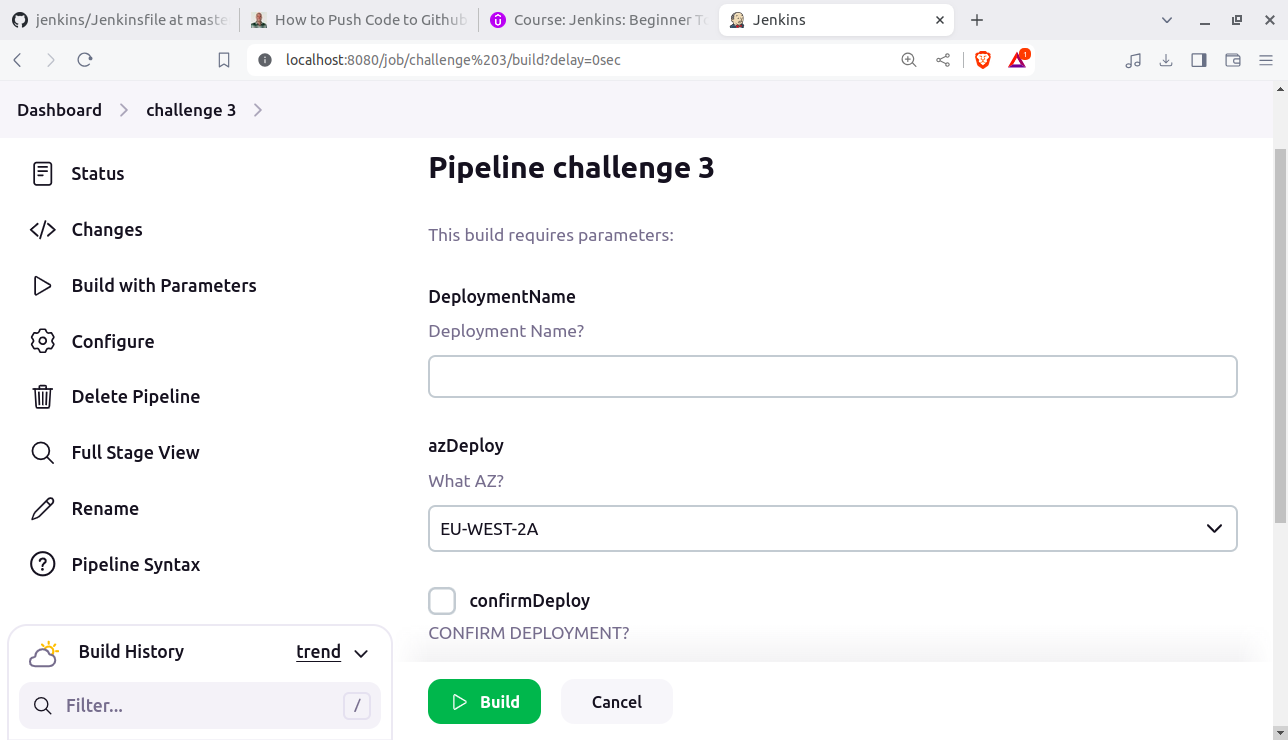 jenkins/Jenkinsfile at maste
How to Push Code to Github
Course: Jenkins: Beginner T
Jenkins
localhost:8080/job/challenge%203/build?delay=0sec
1
Dashboard
challenge 3
Status
Changes
Build with Parameters
Configure
Delete Pipeline
Full Stage View
Rename
Pipeline Syntax
Build History
trend
Filter...
/
Pipeline challenge 3
This build requires parameters:
DeploymentName
Deployment Name?
azDeploy
What AZ?
EU-WEST-2A
confirmDeploy
CONFIRM DEPLOYMENT?
Build
Cancel